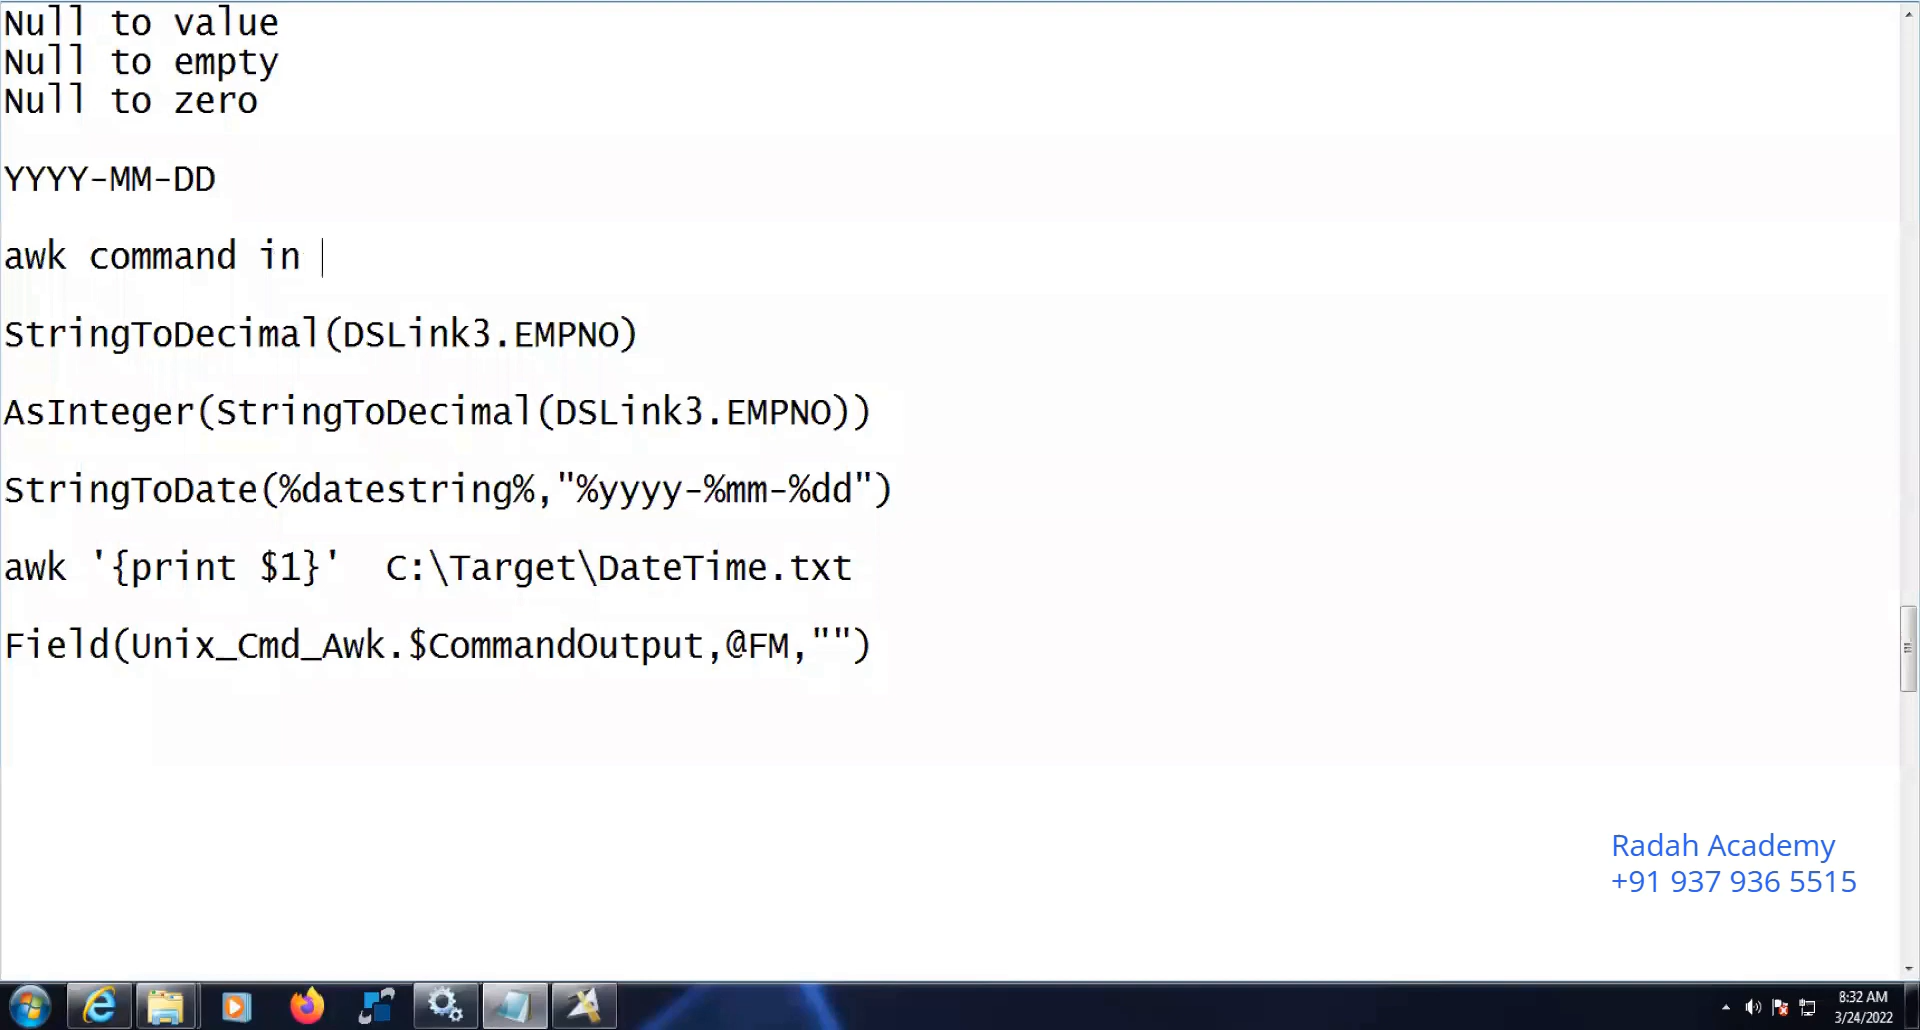 Null to value
Null to empty
Null to zero
YYYY-MM-DD
awk command in
StringToDecimal(DSLink3.EMPNO)
AsInteger(StringToDecimal(DSLink3.EMPNO))
StringToDate(%datestring%,"%yyyy-%mm-%dd")
awk '{print $1}'  C:\Target\DateTime.txt
Field(Unix_Cmd_Awk.$CommandOutput,@FM,"")
Radah Academy
+91 937 936 5515
8:32 AM
3/24/2022